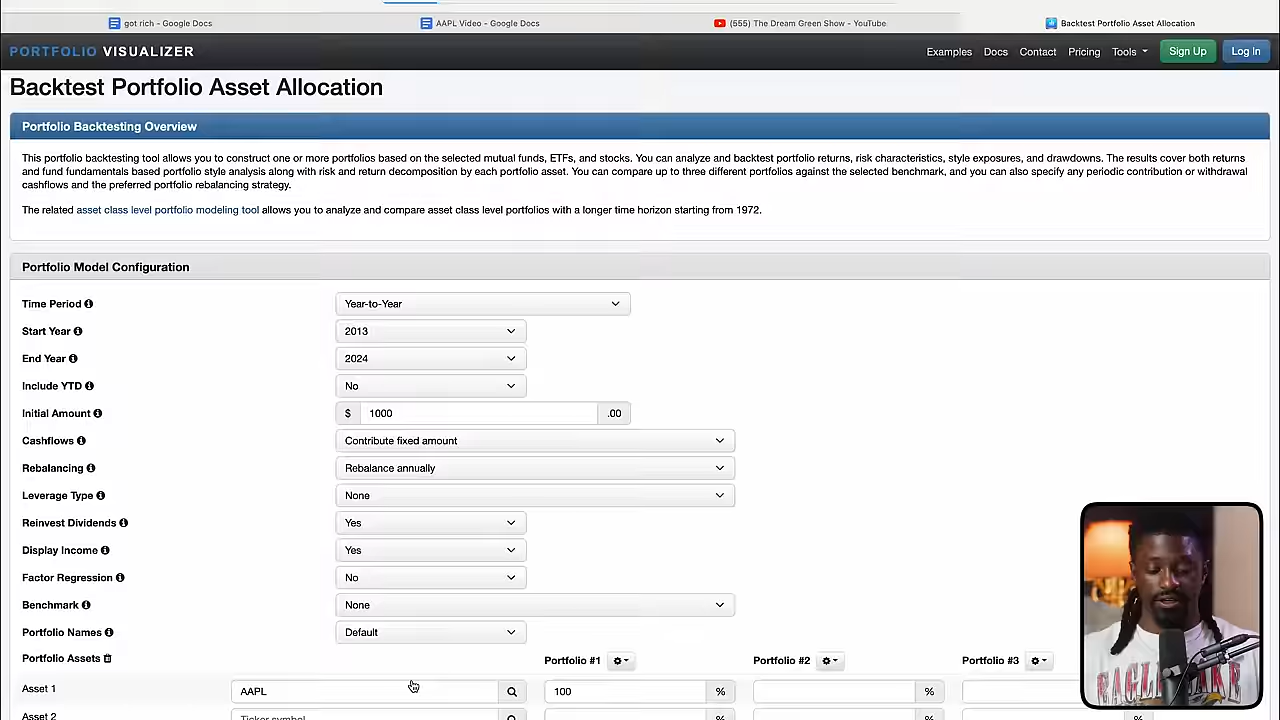 got rich - Google Docs
AAPL Video - Google Docs
(555) The Dream Green Show - YouTube
Backtest Portfolio Asset Allocation
PORTFOLIO VISUALIZER
Examples Docs Contact Pricing Tools Sign Up Log In
Backtest Portfolio Asset Allocation
Portfolio Backtesting Overview
This portfolio backtesting tool allows you to construct one or more portfolios based on the selected mutual funds, ETFs, and stocks. You can analyze and backtest portfolio returns, risk characteristics, style exposures, and drawdowns. The results cover both returns
and fund fundamentals based portfolio style analysis along with risk and return decomposition by each portfolio asset. You can compare up to three different portfolios against the selected benchmark, and you can also specify any periodic contribution or withdrawal
cashflows and the preferred portfolio rebalancing strategy.
The related asset class level portfolio modeling tool allows you to analyze and compare asset class level portfolios with a longer time horizon starting from 1972.
Portfolio Model Configuration
Time Period Year-to-Year
Start Year 2013
End Year 2024
Include YTD No
Initial Amount $ 1000 .00
Cashflows Contribute fixed amount
Rebalancing Rebalance annually
Leverage Type None
Reinvest Dividends Yes
Display Income Yes
Factor Regression No
Benchmark None
Portfolio Names Default
Portfolio Assets Portfolio #1 Portfolio #2 Portfolio #3
Asset 1 AAPL 100 % %
Asset 2 Ticker symbol % % %